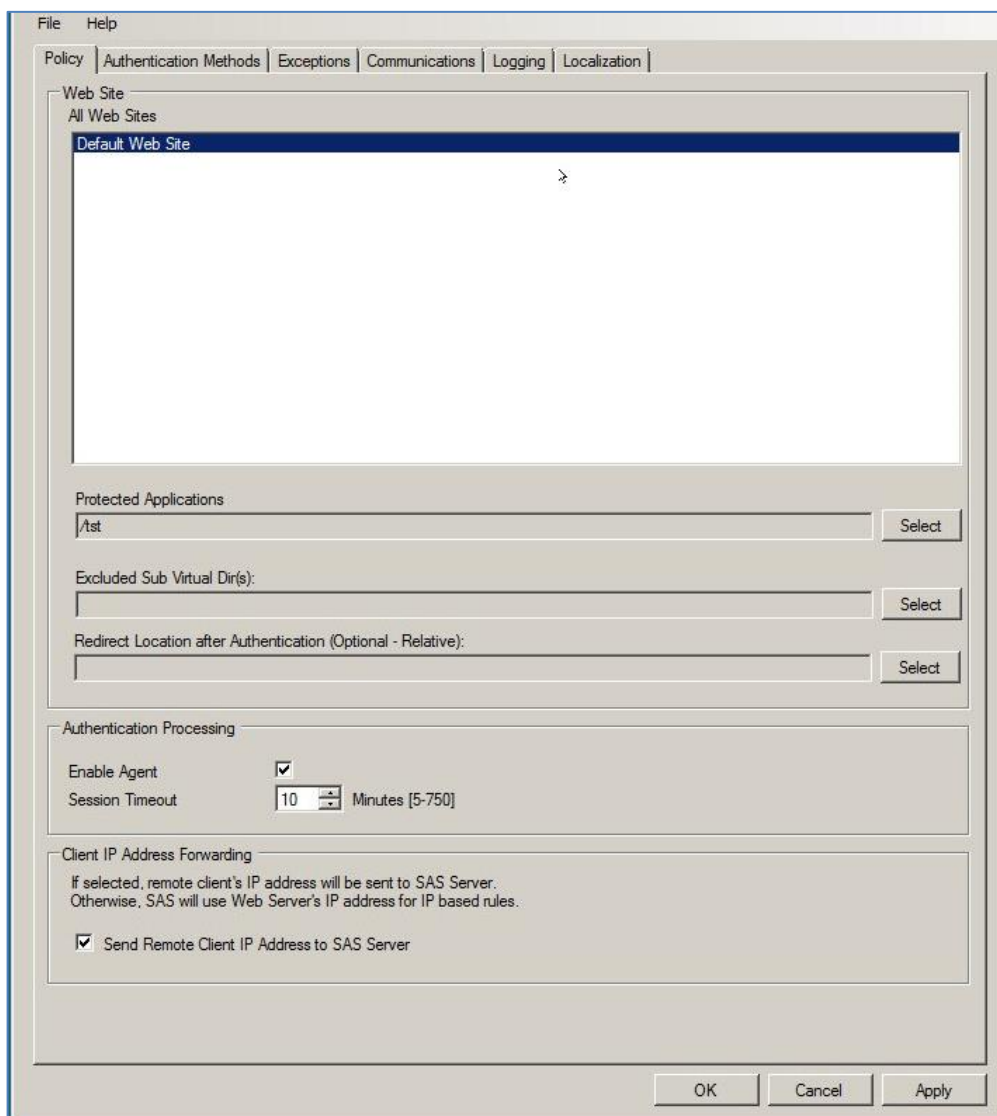 File Help
Policy Authentication Methods Exceptions Communications Logging Localization
Web Site
All Web Sites
Default Web Site
Protected Applications
/tst Select
Excluded Sub Virtual Dir(s):
Select
Redirect Location after Authentication (Optional - Relative):
Select
Authentication Processing
Enable Agent
Session Timeout 10 Minutes [5-750]
Client IP Address Forwarding
If selected, remote client's IP address will be sent to SAS Server.
Otherwise, SAS will use Web Server's IP address for IP based rules.
Send Remote Client IP Address to SAS Server
OK Cancel Apply